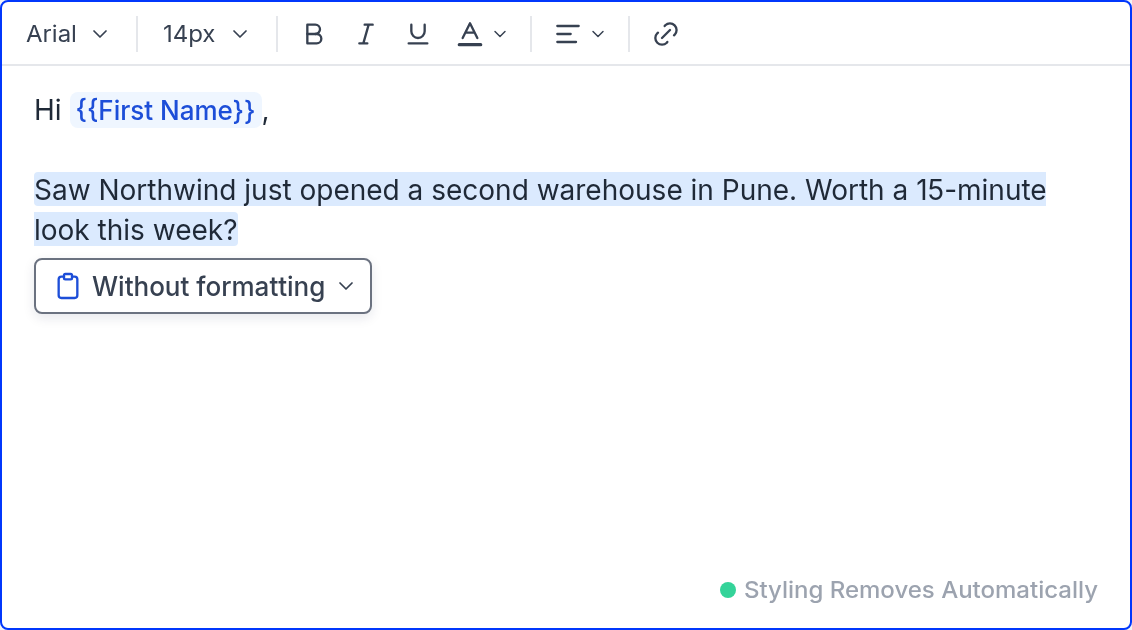 Arial 14px B I U A
Hi {{First Name}},
Saw Northwind just opened a second warehouse in Pune. Worth a 15-minute
look this week?
Without formatting
Styling Removes Automatically